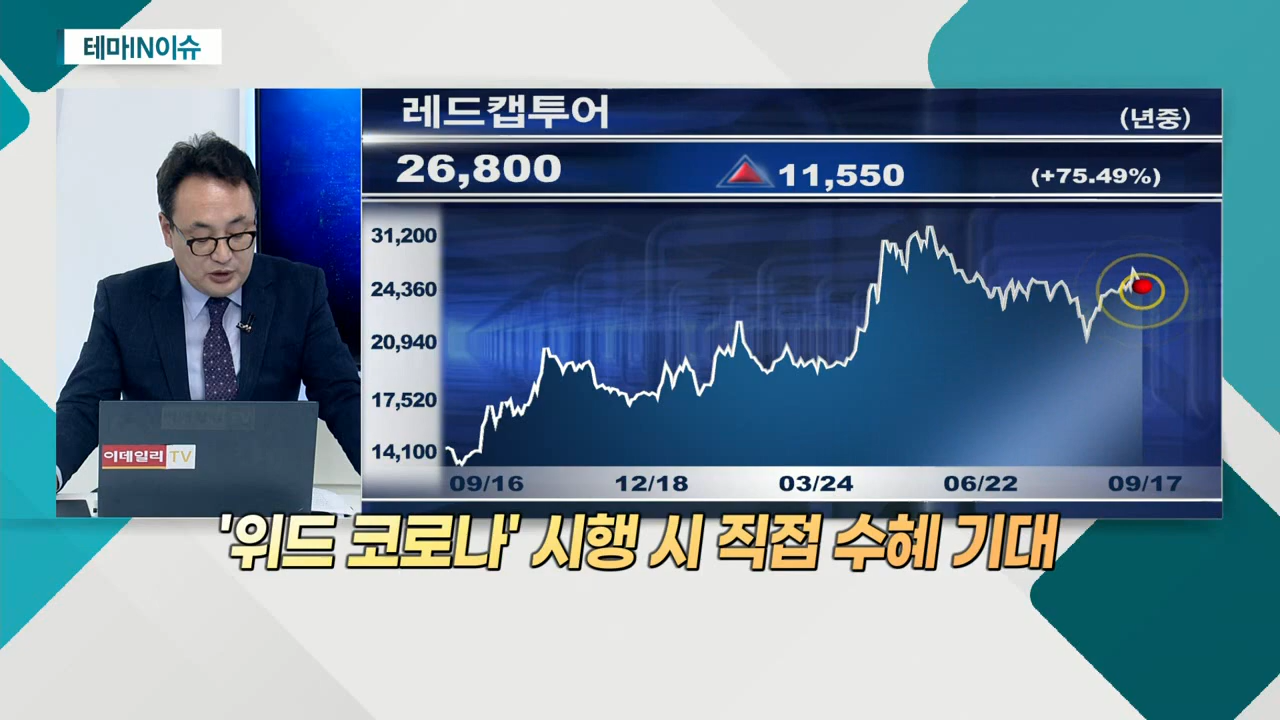 테마IN이슈
레드캡투어
(년중)
26,800
11,550
(+75.49%)
31,200
24,360
20,940
17,520
14,100
09/16
12/18
03/24
06/22
09/17
이데일리TV
'위드 코로나' 시행 시 직접 수혜 기대